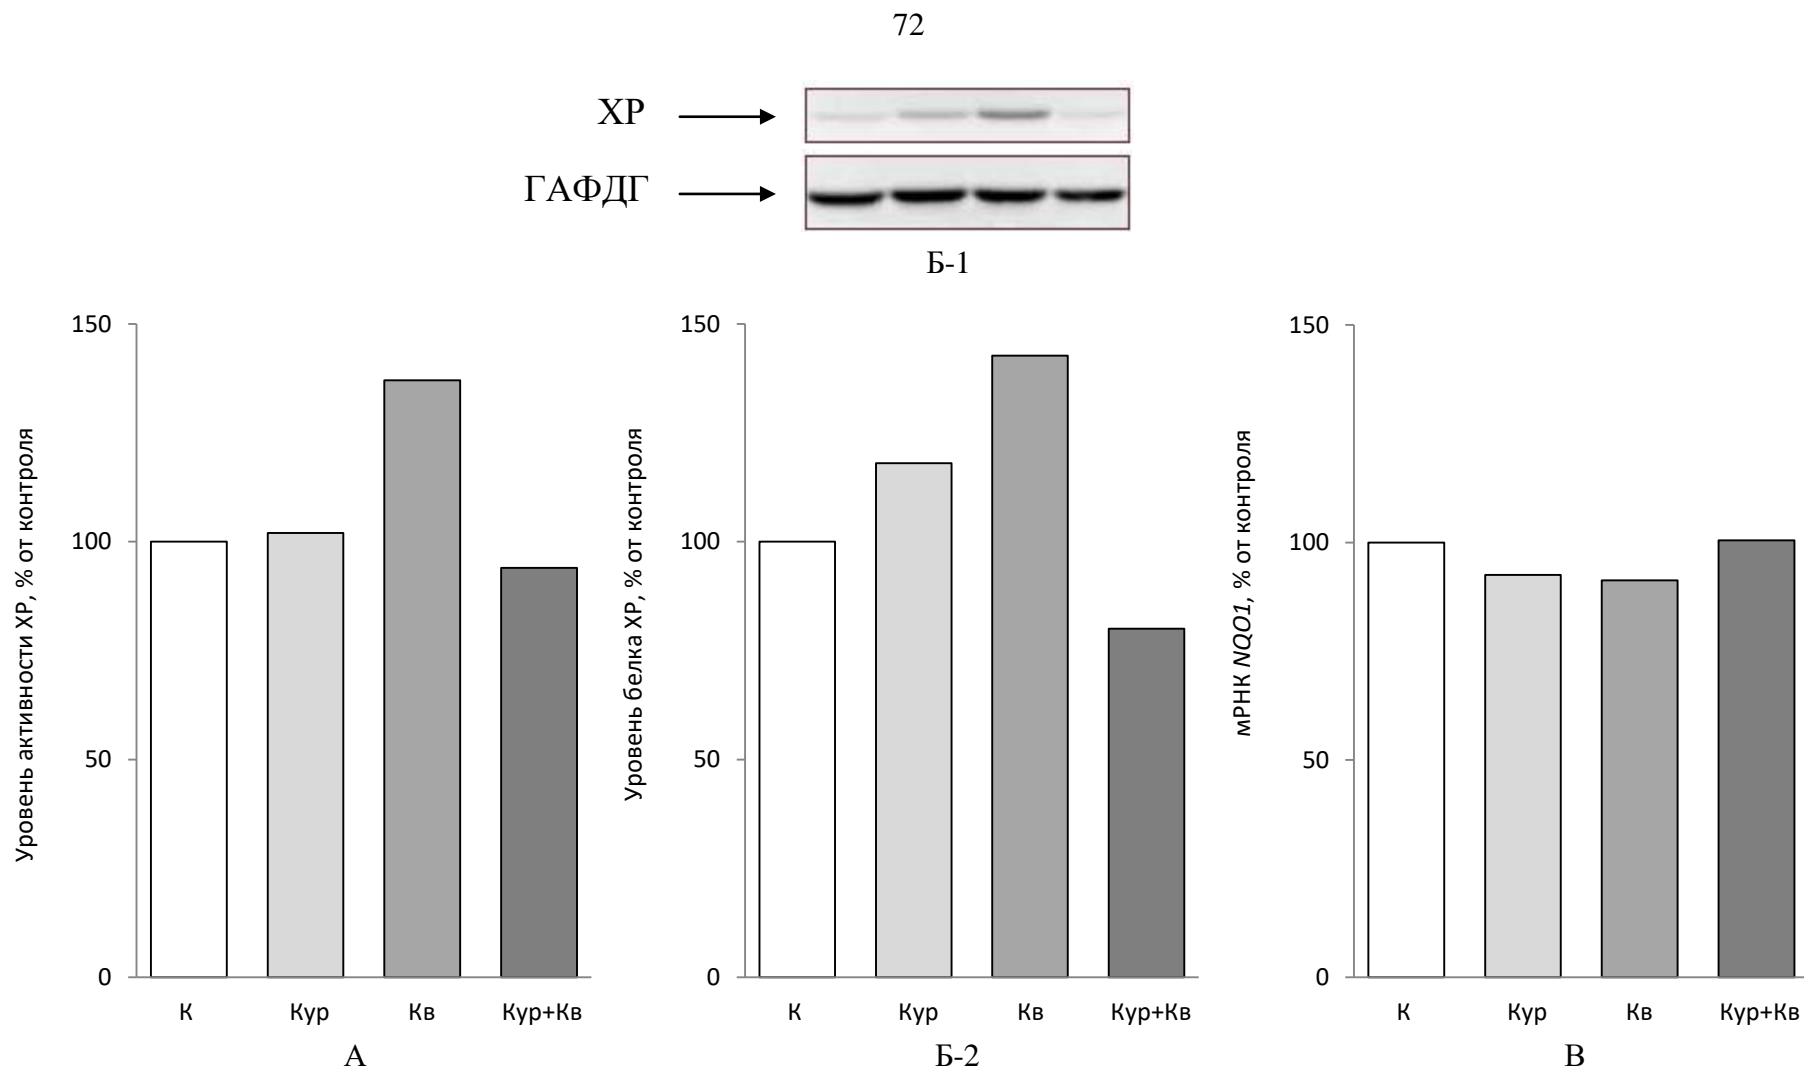 72
ХР
ГАФДГ
Б-1
Уровень активности ХР, % от контроля
150
100
50
0
К Кур Кв Кур+Кв
А
Уровень белка ХР, % от контроля
150
100
50
0
К Кур Кв Кур+Кв
Б-2
мРНК NQO1, % от контроля
150
100
50
0
К Кур Кв Кур+Кв
В